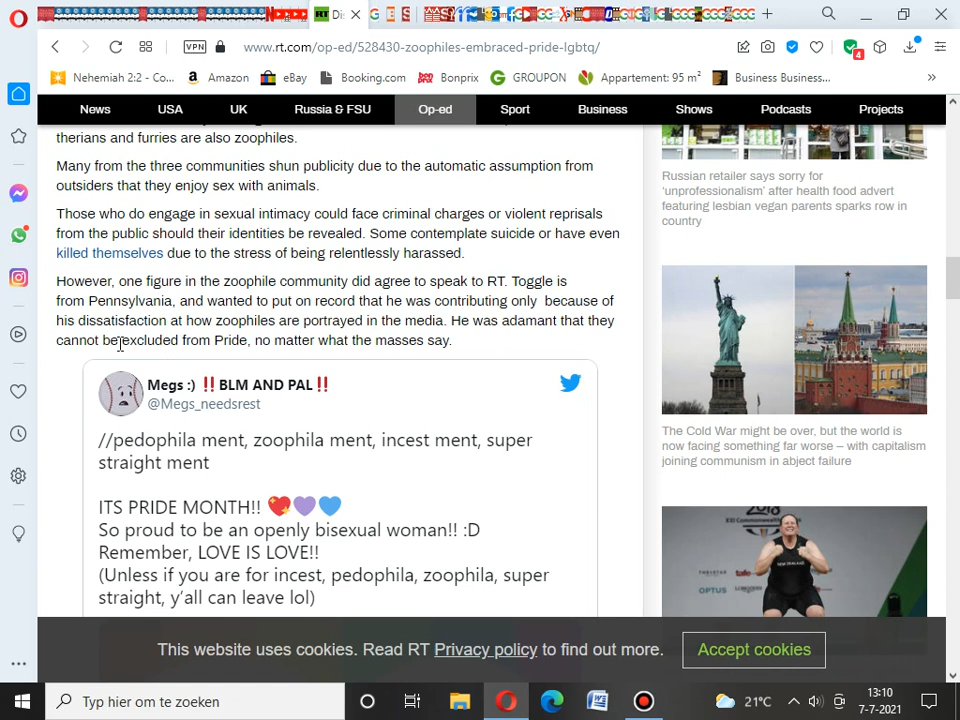 RT
Di
www.rt.com/op-ed/528430-zoophiles-embraced-pride-lgbtq/
VPN
4
Nehemiah 2:2 - Co...
Amazon
eBay
Booking.com
Bonprix
GROUPON
Appartement: 95 m²
Business Business...
»
News
USA
UK
Russia & FSU
Op-ed
Sport
Business
Shows
Podcasts
Projects
therians and furries are also zoophiles.
Many from the three communities shun publicity due to the automatic assumption from
outsiders that they enjoy sex with animals.
Those who do engage in sexual intimacy could face criminal charges or violent reprisals
from the public should their identities be revealed. Some contemplate suicide or have even
killed themselves due to the stress of being relentlessly harassed.
However, one figure in the zoophile community did agree to speak to RT. Toggle is
from Pennsylvania, and wanted to put on record that he was contributing only because of
his dissatisfaction at how zoophiles are portrayed in the media. He was adamant that they
cannot be excluded from Pride, no matter what the masses say.
Megs :) ‼️BLM AND PAL‼️
@Megs_needsrest
//pedophila ment, zoophila ment, incest ment, super
straight ment
ITS PRIDE MONTH!! 💖💜💙
So proud to be an openly bisexual woman!! :D
Remember, LOVE IS LOVE!!
(Unless if you are for incest, pedophila, zoophila, super
straight, y'all can leave lol)
Russian retailer says sorry for
'unprofessionalism' after health food advert
featuring lesbian vegan parents sparks row in
country
The Cold War might be over, but the world is
now facing something far worse – with capitalism
joining communism in abject failure
This website uses cookies. Read RT Privacy policy to find out more.
Accept cookies
Typ hier om te zoeken
21°C
13:10
7-7-2021